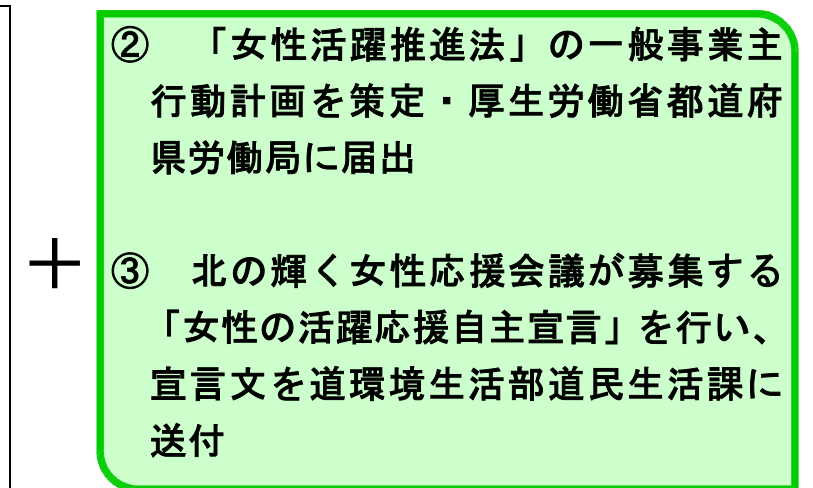 ② 「女性活躍推進法」の一般事業主
行動計画を策定・厚生労働省都道府
県労働局に届出
＋
③ 北の輝く女性応援会議が募集する
「女性の活躍応援自主宣言」を行い、
宣言文を道環境生活部道民生活課に
送付